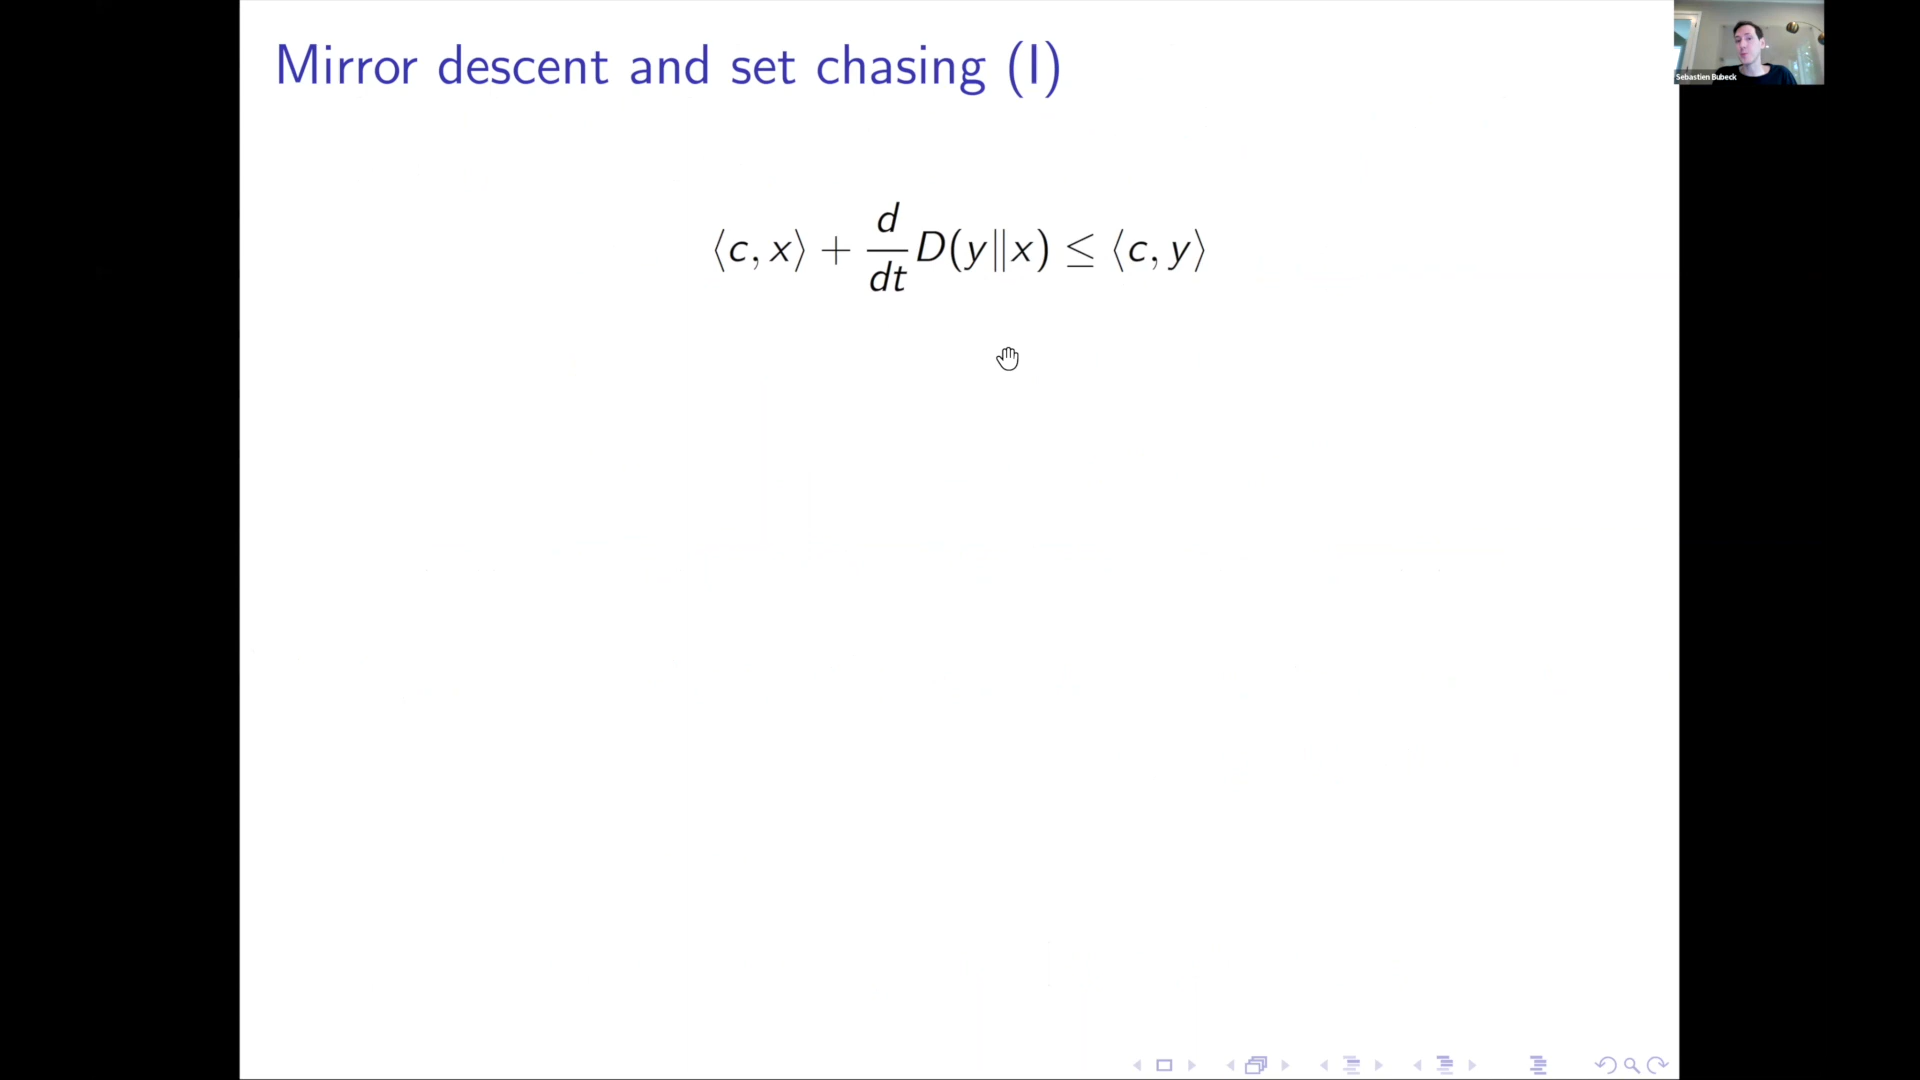 Mirror descent and set chasing (I)
Sebastien Bubeck
⟨c, x⟩ + d/dt D(y‖x) ≤ ⟨c, y⟩